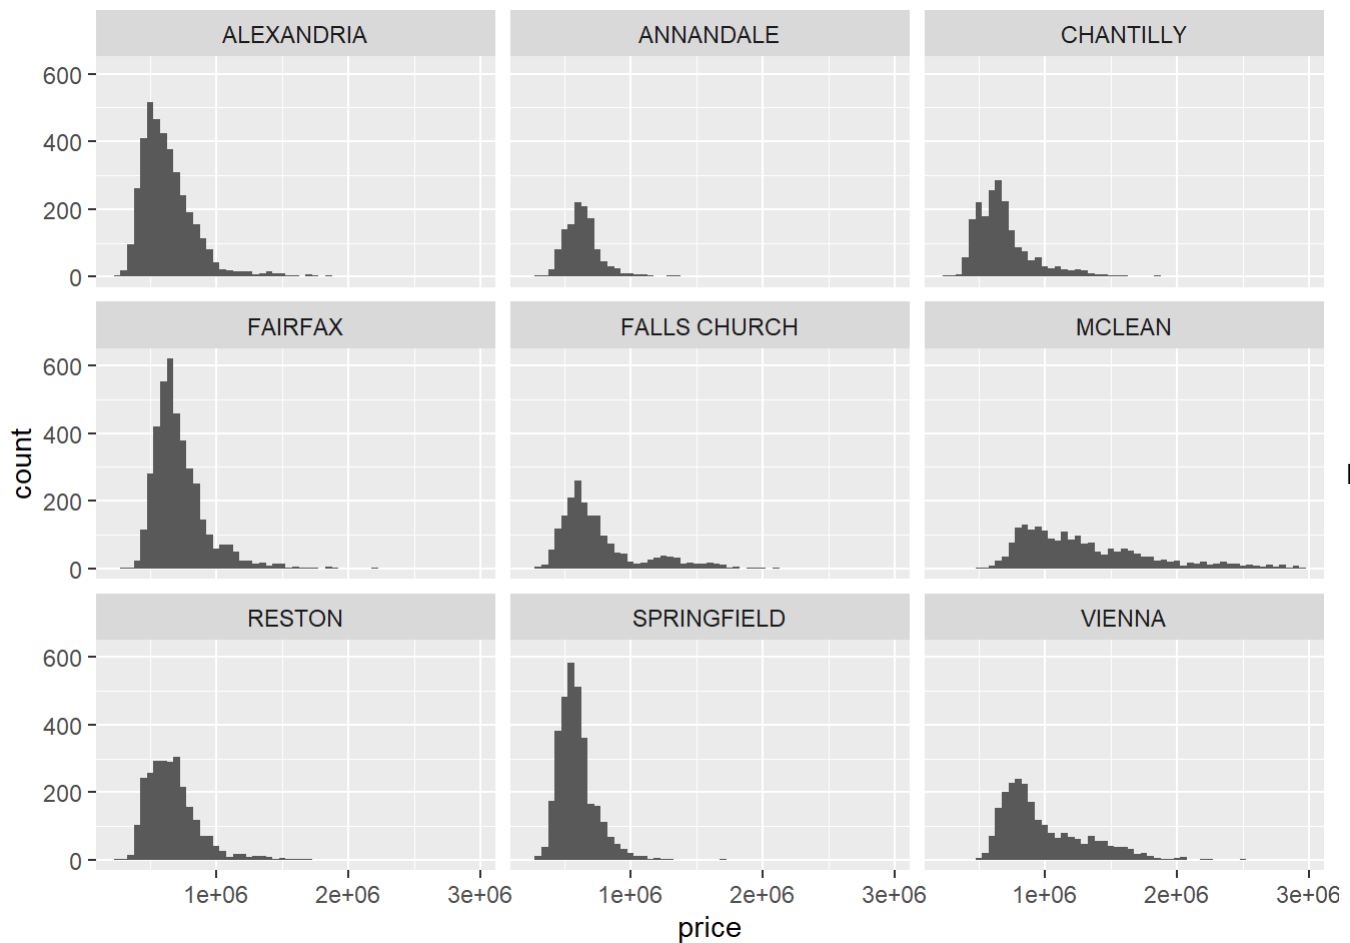 ALEXANDRIA ANNANDALE CHANTILLY
600
400
200
0
FAIRFAX FALLS CHURCH MCLEAN
600
400
200
0
RESTON SPRINGFIELD VIENNA
600
400
200
0
count
1e+06 2e+06 3e+06 1e+06 2e+06 3e+06 1e+06 2e+06 3e+06
price